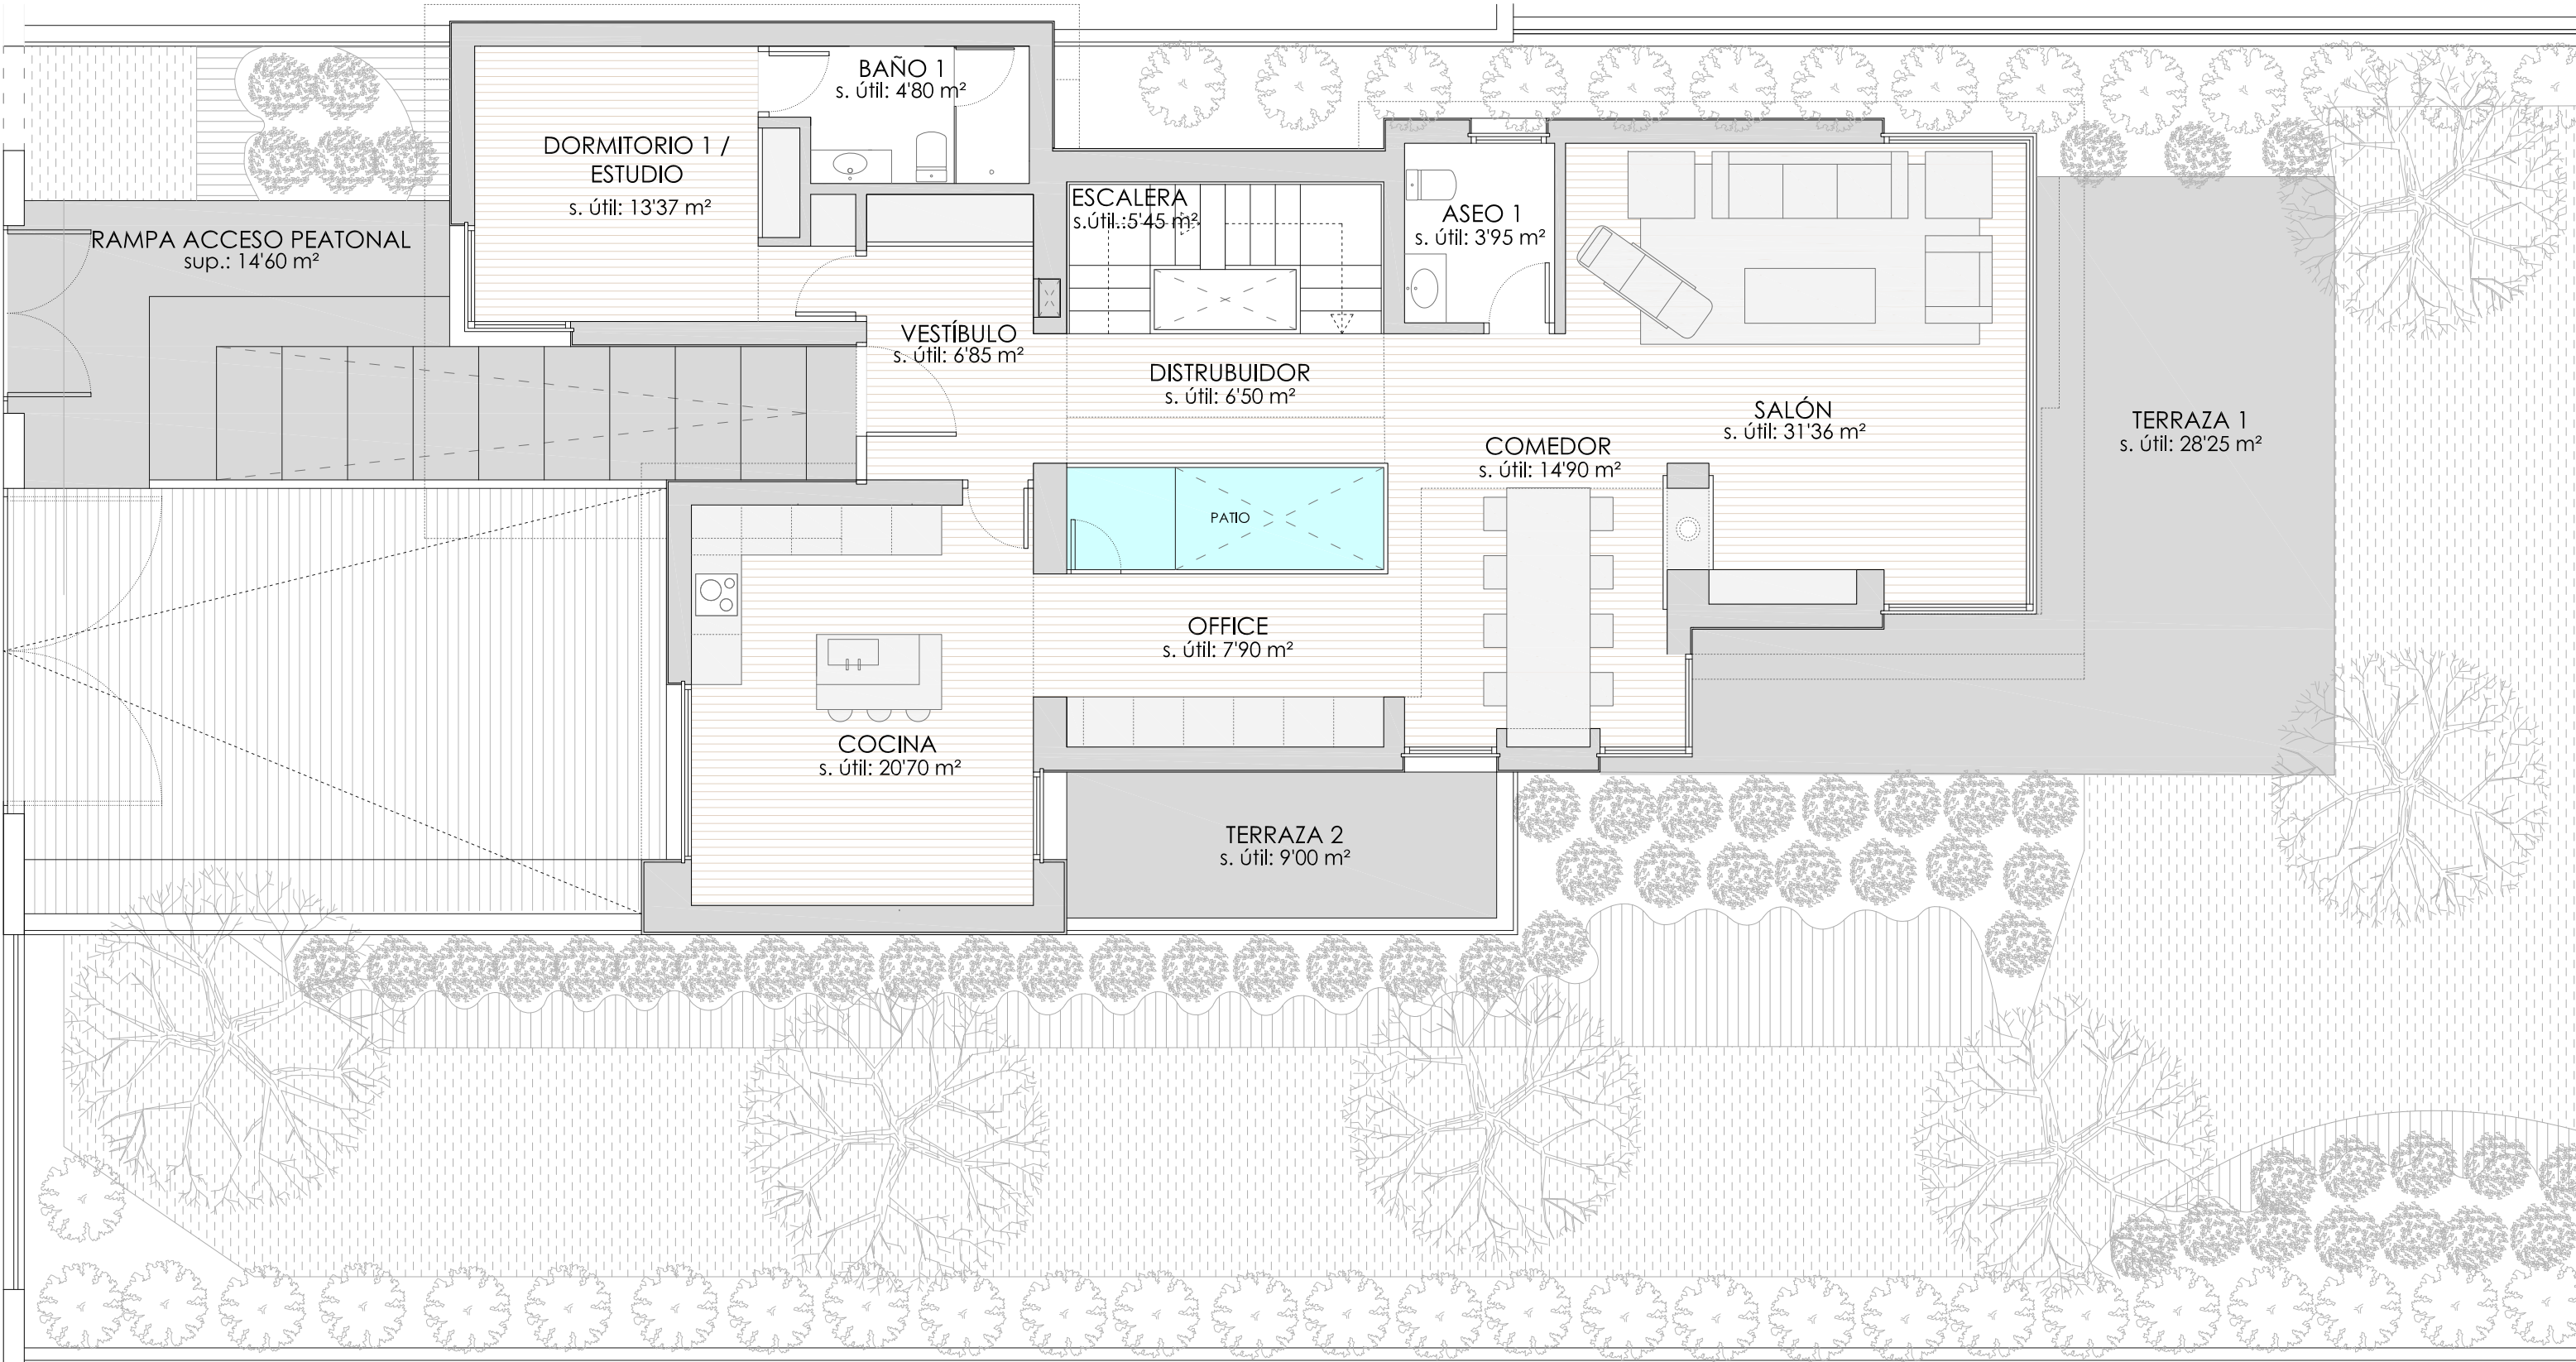 BAÑO 1
s. útil: 4'80 m²
DORMITORIO 1 /
ESTUDIO
s. útil: 13'37 m²
ESCALERA
s.útil.:5'45 m²
ASEO 1
s. útil: 3'95 m²
RAMPA ACCESO PEATONAL
sup.: 14'60 m²
VESTÍBULO
s. útil: 6'85 m²
DISTRUBUIDOR
s. útil: 6'50 m²
SALÓN
s. útil: 31'36 m²
TERRAZA 1
s. útil: 28'25 m²
COMEDOR
s. útil: 14'90 m²
PATIO
OFFICE
s. útil: 7'90 m²
COCINA
s. útil: 20'70 m²
TERRAZA 2
s. útil: 9'00 m²